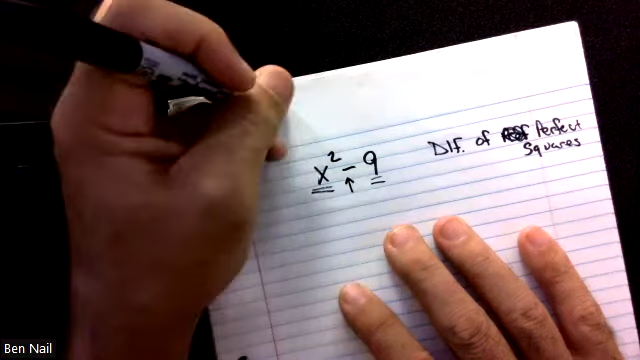 x² - 9
Dif. of Perfect
Squares
Ben Nail